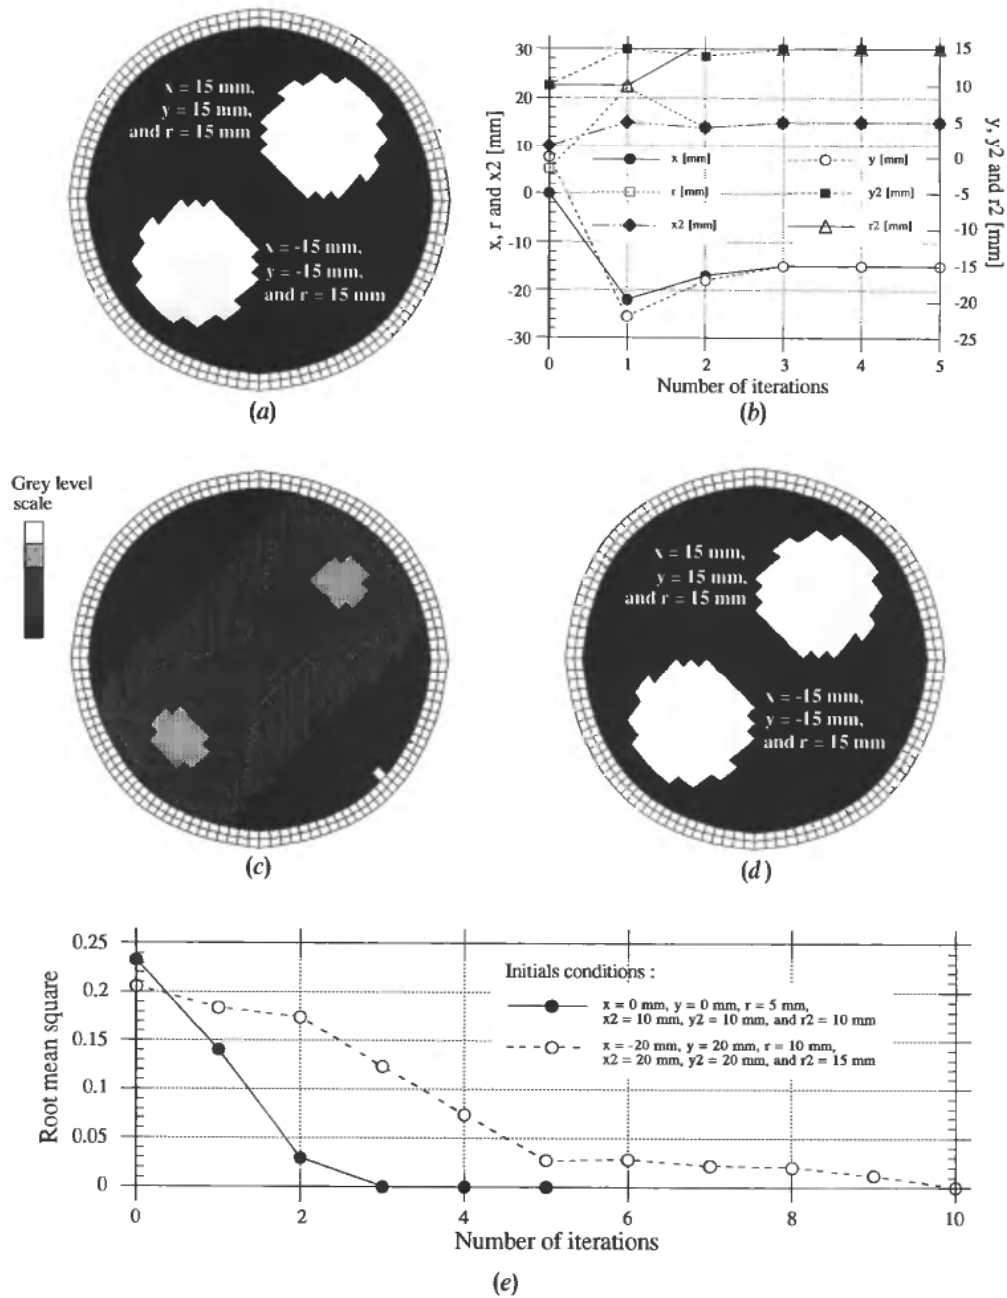 x = 15 mm,
y = 15 mm,
and r = 15 mm
x = -15 mm,
y = -15 mm,
and r = 15 mm
(a)
30
20
10
0
-10
-20
-30
x, r and x2 [mm]
15
10
5
0
-5
-10
-15
-20
-25
y, y2 and r2 [mm]
x [mm]
y [mm]
r [mm]
y2 [mm]
x2 [mm]
r2 [mm]
0 1 2 3 4 5
Number of iterations
(b)
Grey level
scale
(c)
x = 15 mm,
y = 15 mm,
and r = 15 mm
x = -15 mm,
y = -15 mm,
and r = 15 mm
(d)
0.25
0.2
0.15
0.1
0.05
0
Root mean square
Initials conditions :
x = 0 mm, y = 0 mm, r = 5 mm,
x2 = 10 mm, y2 = 10 mm, and r2 = 10 mm
x = -20 mm, y = 20 mm, r = 10 mm,
x2 = 20 mm, y2 = 20 mm, and r2 = 15 mm
0 2 4 6 8 10
Number of iterations
(e)